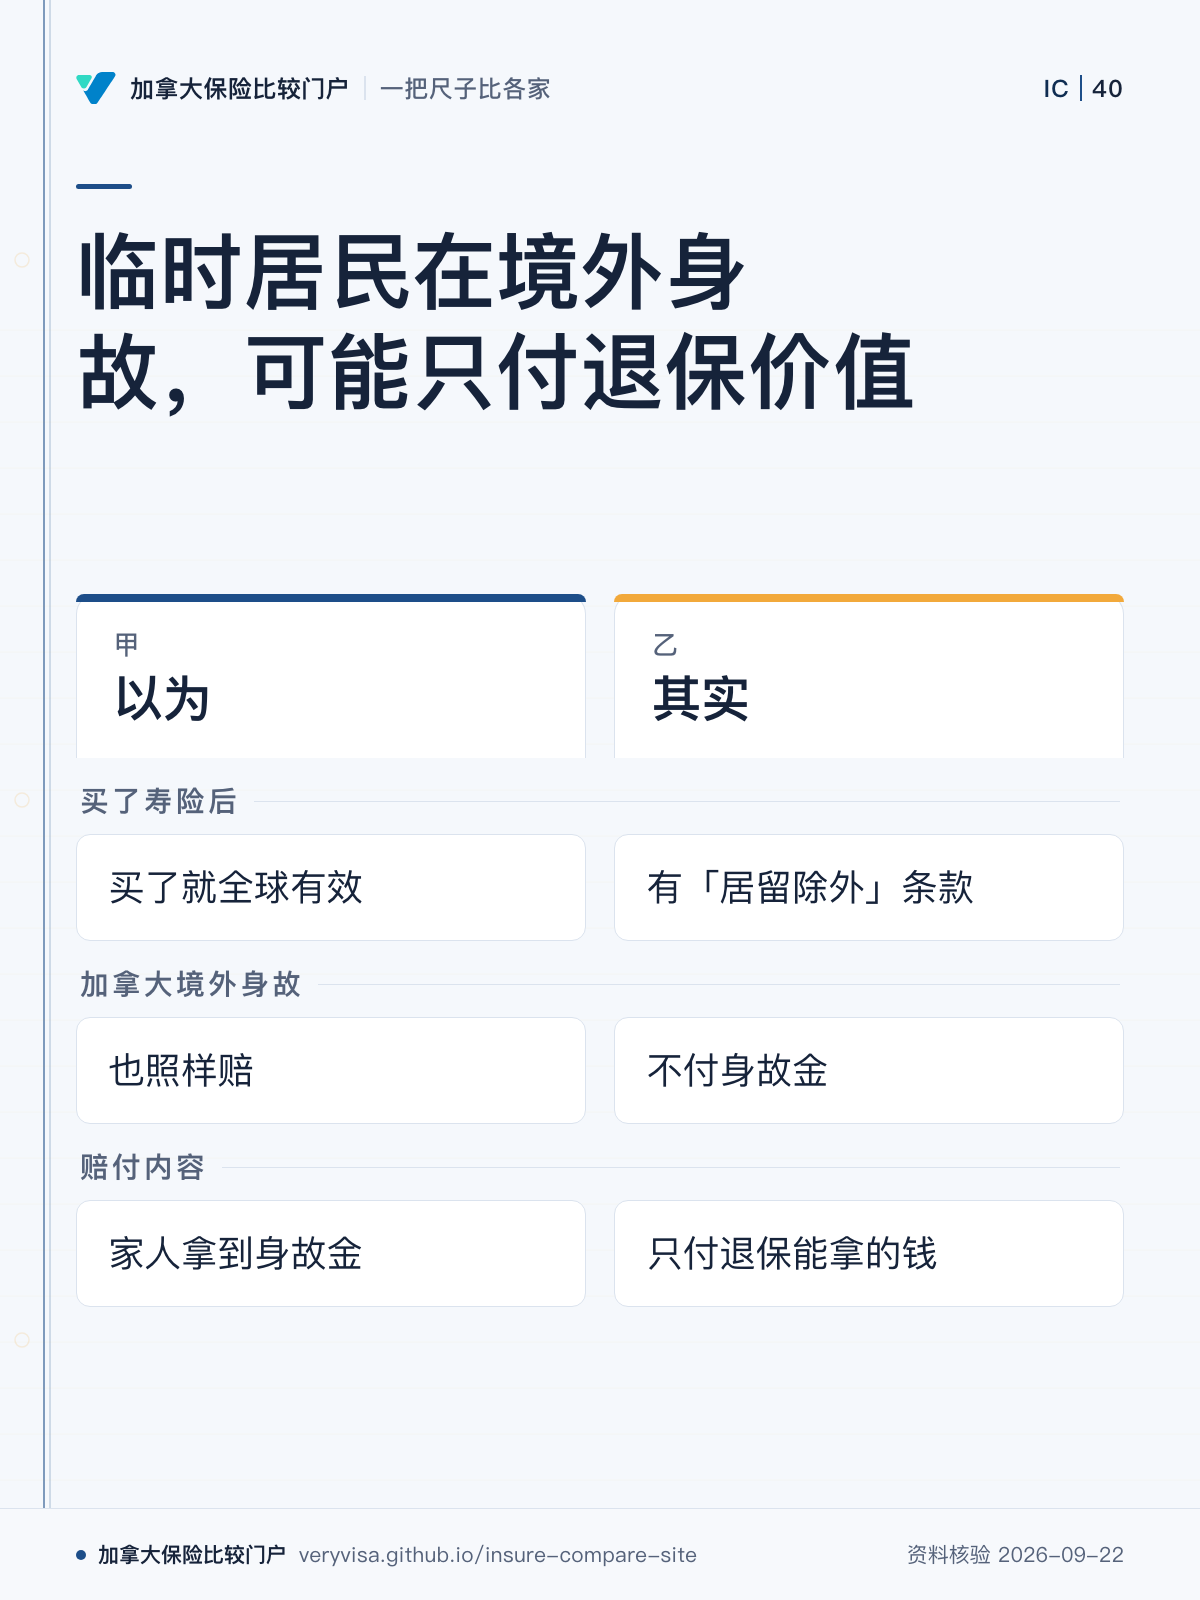 加拿大保险比较门户 一把尺子比各家
IC | 40
临时居民在境外身
故，可能只付退保价值
甲
以为
乙
其实
买了寿险后
买了就全球有效
有「居留除外」条款
加拿大境外身故
也照样赔
不付身故金
赔付内容
家人拿到身故金
只付退保能拿的钱
加拿大保险比较门户 veryvisa.github.io/insure-compare-site
资料核验 2026-09-22